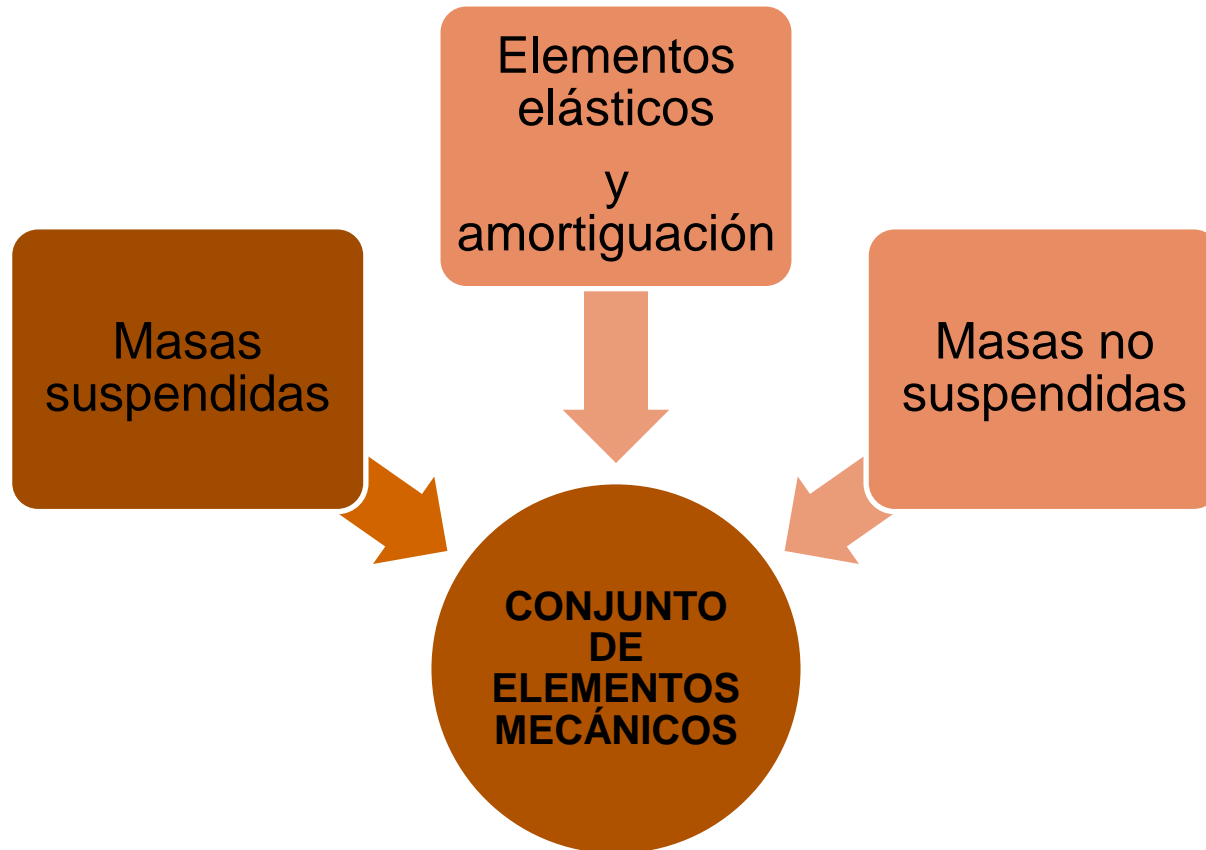 Elementos
elásticos
y
amortiguación
Masas
suspendidas
Masas no
suspendidas
CONJUNTO
DE
ELEMENTOS
MECÁNICOS